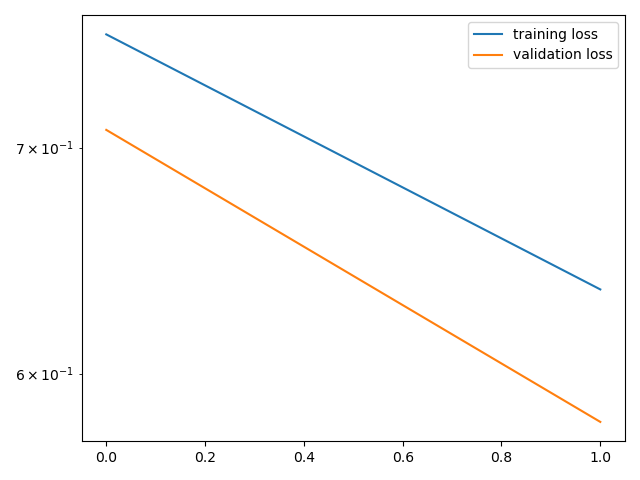 training loss
validation loss
7 × 10⁻¹
6 × 10⁻¹
0.0 0.2 0.4 0.6 0.8 1.0